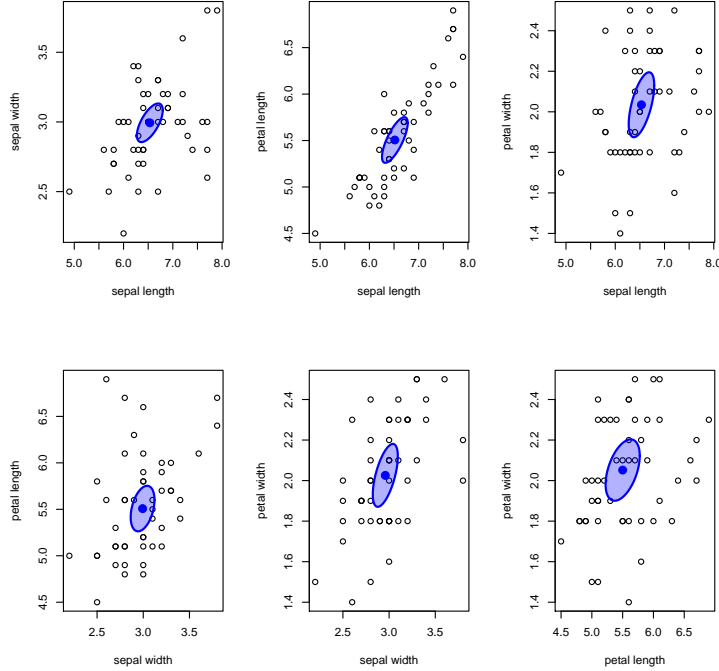 sepal width
2.5 3.0 3.5
5.0 6.0 7.0 8.0
sepal length
petal length
4.5 5.0 5.5 6.0 6.5
5.0 6.0 7.0 8.0
sepal length
petal width
1.4 1.6 1.8 2.0 2.2 2.4
5.0 6.0 7.0 8.0
sepal length
petal length
4.5 5.0 5.5 6.0 6.5
2.5 3.0 3.5
sepal width
petal width
1.4 1.6 1.8 2.0 2.2 2.4
2.5 3.0 3.5
sepal width
petal width
1.4 1.6 1.8 2.0 2.2 2.4
4.5 5.0 5.5 6.0 6.5
petal length